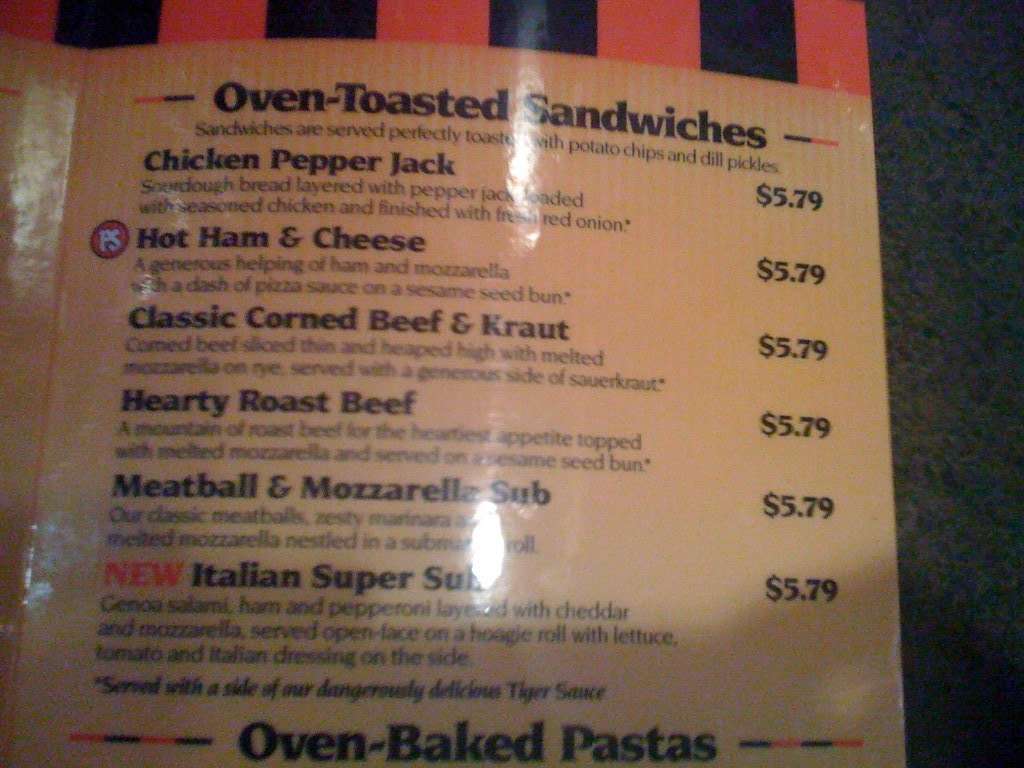 Oven-Toasted Sandwiches
Sandwiches are served perfectly toasted with potato chips and dill pickles.
Chicken Pepper Jack $5.79
Sourdough bread layered with pepper jack, loaded
with seasoned chicken and finished with fresh red onion.*
PS Hot Ham & Cheese $5.79
A generous helping of ham and mozzarella
with a dash of pizza sauce on a sesame seed bun.*
Classic Corned Beef & Kraut $5.79
Corned beef sliced thin and heaped high with melted
mozzarella on rye, served with a generous side of sauerkraut.*
Hearty Roast Beef $5.79
A mountain of roast beef for the heartiest appetite topped
with melted mozzarella and served on a sesame seed bun.*
Meatball & Mozzarella Sub $5.79
Our classic meatballs, zesty marinara and
melted mozzarella nestled in a submarine roll.
NEW Italian Super Sub $5.79
Genoa salami, ham and pepperoni layered with cheddar
and mozzarella, served open-face on a hoagie roll with lettuce,
tomato and Italian dressing on the side.
*Served with a side of our dangerously delicious Tiger Sauce
Oven-Baked Pastas